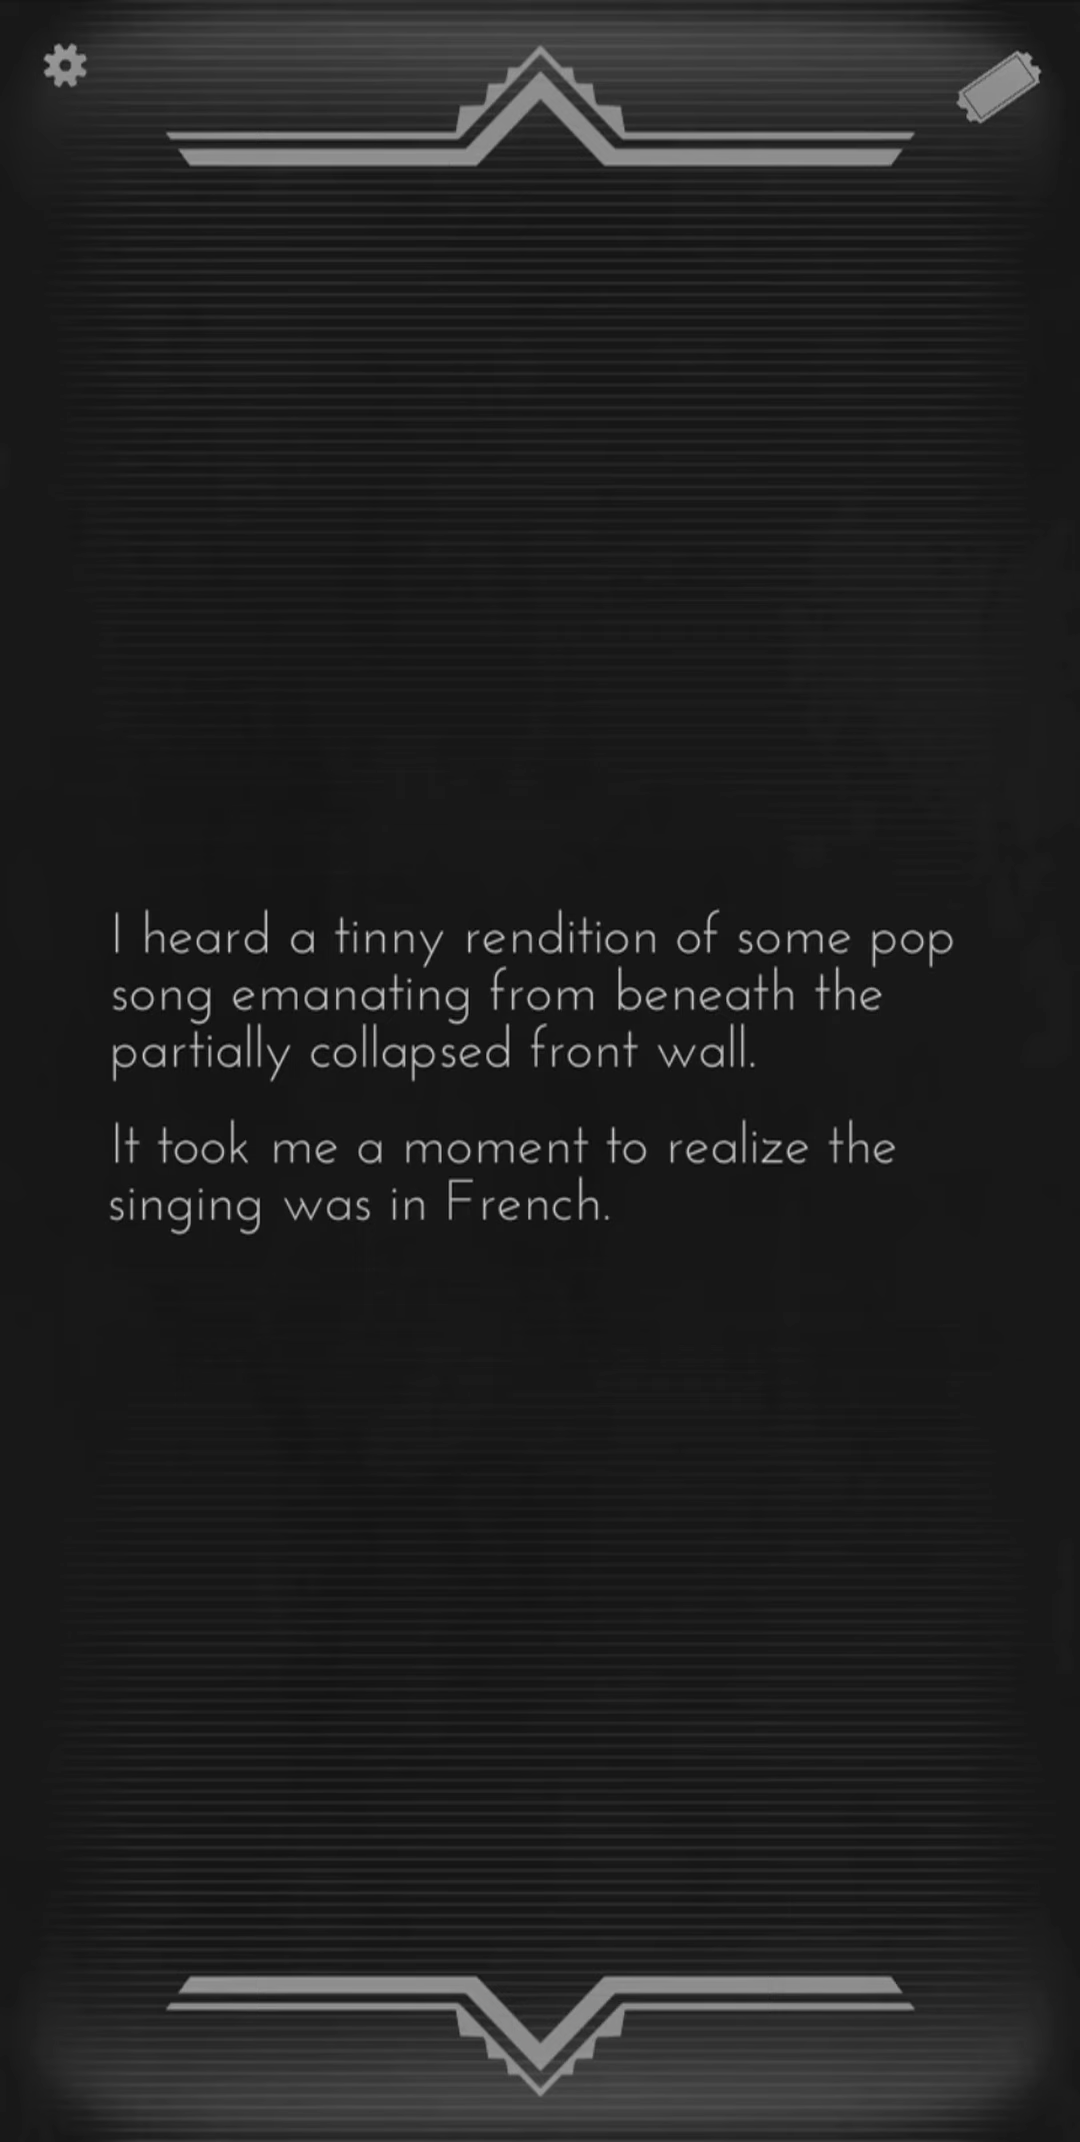 I heard a tinny rendition of some pop
song emanating from beneath the
partially collapsed front wall.
It took me a moment to realize the
singing was in French.